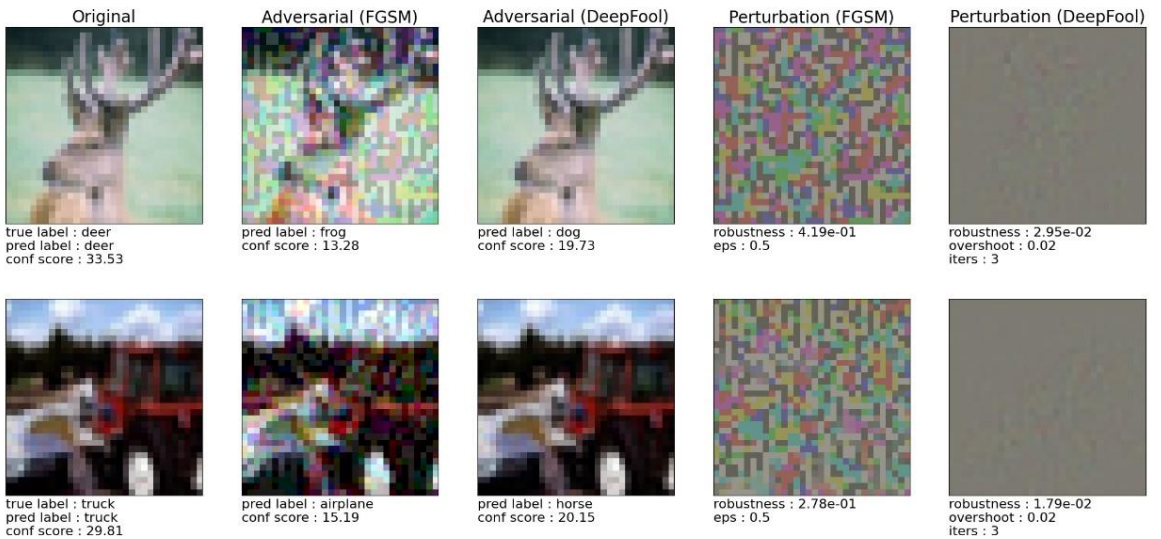 Original
Adversarial (FGSM)
Adversarial (DeepFool)
Perturbation (FGSM)
Perturbation (DeepFool)
true label : deer
pred label : deer
conf score : 33.53
pred label : frog
conf score : 13.28
pred label : dog
conf score : 19.73
robustness : 4.19e-01
eps : 0.5
robustness : 2.95e-02
overshoot : 0.02
iters : 3
true label : truck
pred label : truck
conf score : 29.81
pred label : airplane
conf score : 15.19
pred label : horse
conf score : 20.15
robustness : 2.78e-01
eps : 0.5
robustness : 1.79e-02
overshoot : 0.02
iters : 3